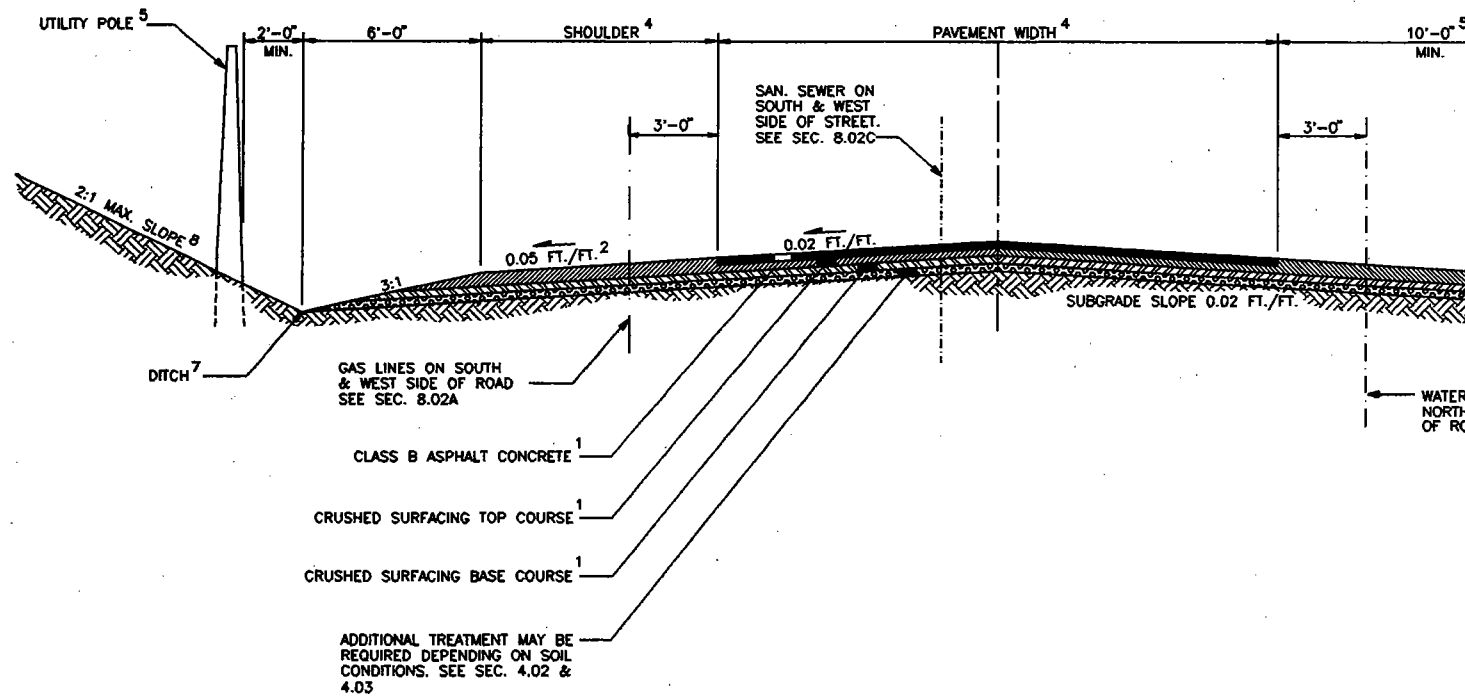 UTILITY POLE 5
2'-0"
MIN.
6'-0"
SHOULDER 4
PAVEMENT WIDTH 4
10'-0" 5
MIN.
SAN. SEWER ON
SOUTH & WEST
SIDE OF STREET.
SEE SEC. 8.02C
3'-0"
3'-0"
2:1 MAX. SLOPE 8
3:1
0.05 FT./FT. 2
0.02 FT./FT.
SUBGRADE SLOPE 0.02 FT./FT.
DITCH 7
GAS LINES ON SOUTH
& WEST SIDE OF ROAD
SEE SEC. 8.02A
WATER
NORTH
OF RO
CLASS B ASPHALT CONCRETE 1
CRUSHED SURFACING TOP COURSE 1
CRUSHED SURFACING BASE COURSE 1
ADDITIONAL TREATMENT MAY BE
REQUIRED DEPENDING ON SOIL
CONDITIONS. SEE SEC. 4.02 &
4.03